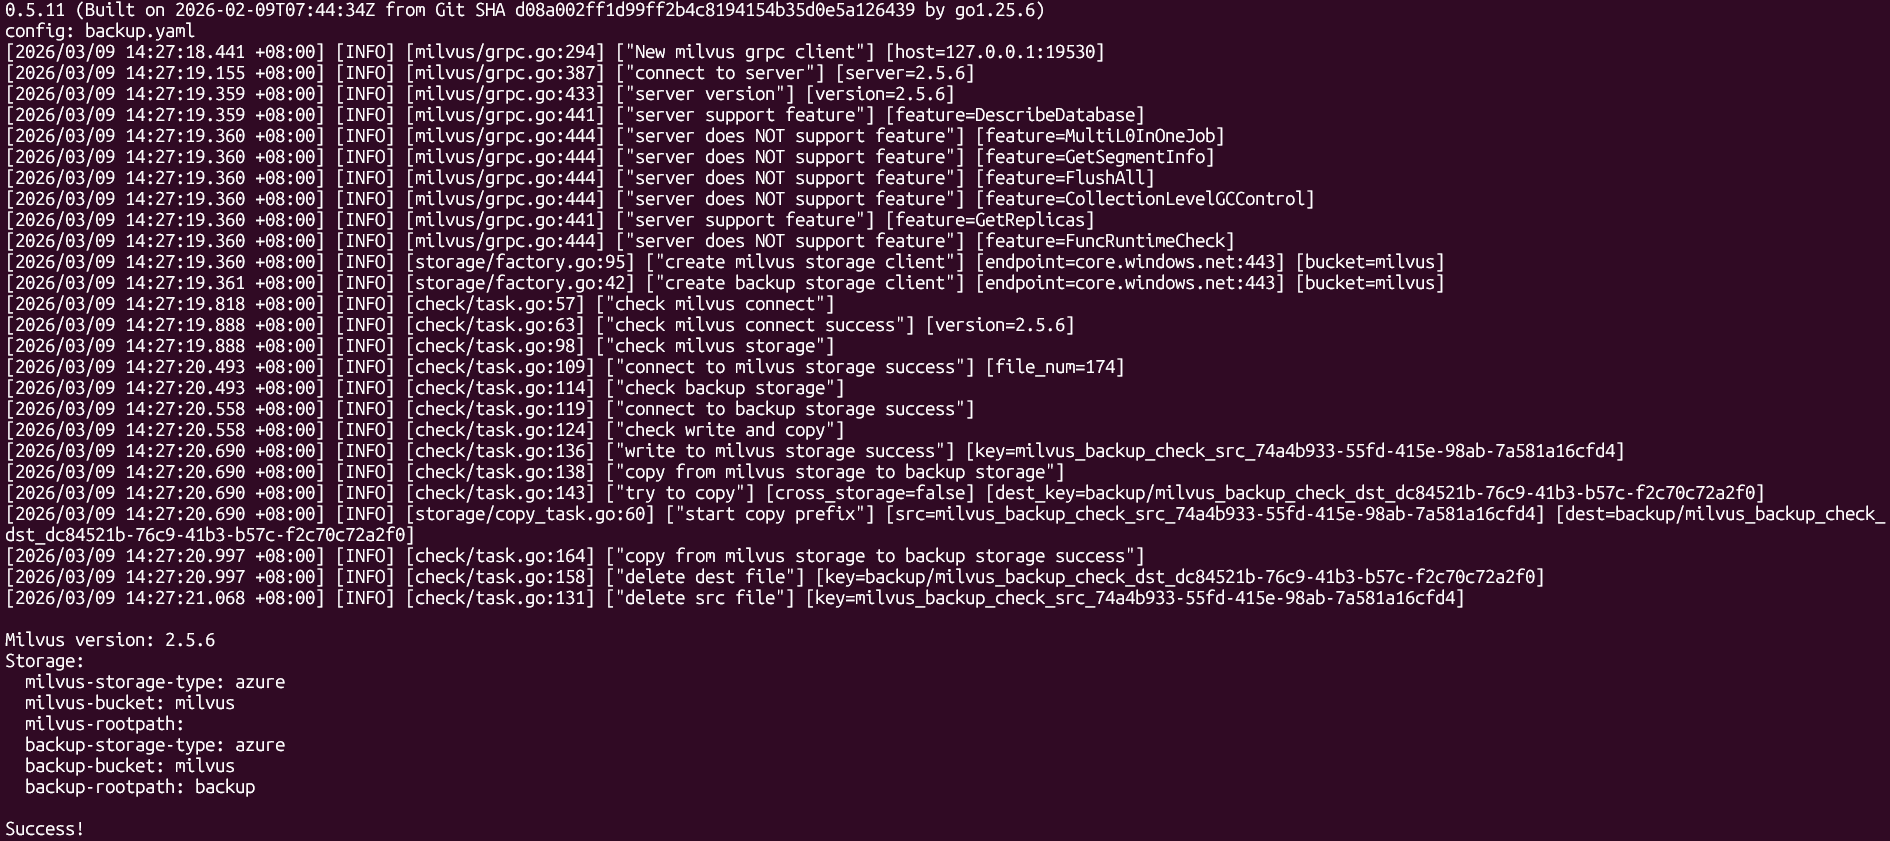 0.5.11 (Built on 2026-02-09T07:44:34Z from Git SHA d08a002ff1d99ff2b4c8194154b35d0e5a126439 by go1.25.6)
config: backup.yaml
[2026/03/09 14:27:18.441 +08:00] [INFO] [milvus/grpc.go:294] ["New milvus grpc client"] [host=127.0.0.1:19530]
[2026/03/09 14:27:19.155 +08:00] [INFO] [milvus/grpc.go:387] ["connect to server"] [server=2.5.6]
[2026/03/09 14:27:19.359 +08:00] [INFO] [milvus/grpc.go:433] ["server version"] [version=2.5.6]
[2026/03/09 14:27:19.359 +08:00] [INFO] [milvus/grpc.go:441] ["server support feature"] [feature=DescribeDatabase]
[2026/03/09 14:27:19.360 +08:00] [INFO] [milvus/grpc.go:444] ["server does NOT support feature"] [feature=MultiL0InOneJob]
[2026/03/09 14:27:19.360 +08:00] [INFO] [milvus/grpc.go:444] ["server does NOT support feature"] [feature=GetSegmentInfo]
[2026/03/09 14:27:19.360 +08:00] [INFO] [milvus/grpc.go:444] ["server does NOT support feature"] [feature=FlushAll]
[2026/03/09 14:27:19.360 +08:00] [INFO] [milvus/grpc.go:444] ["server does NOT support feature"] [feature=CollectionLevelGCControl]
[2026/03/09 14:27:19.360 +08:00] [INFO] [milvus/grpc.go:441] ["server support feature"] [feature=GetReplicas]
[2026/03/09 14:27:19.360 +08:00] [INFO] [milvus/grpc.go:444] ["server does NOT support feature"] [feature=FuncRuntimeCheck]
[2026/03/09 14:27:19.360 +08:00] [INFO] [storage/factory.go:95] ["create milvus storage client"] [endpoint=core.windows.net:443] [bucket=milvus]
[2026/03/09 14:27:19.361 +08:00] [INFO] [storage/factory.go:42] ["create backup storage client"] [endpoint=core.windows.net:443] [bucket=milvus]
[2026/03/09 14:27:19.818 +08:00] [INFO] [check/task.go:57] ["check milvus connect"]
[2026/03/09 14:27:19.888 +08:00] [INFO] [check/task.go:63] ["check milvus connect success"] [version=2.5.6]
[2026/03/09 14:27:19.888 +08:00] [INFO] [check/task.go:98] ["check milvus storage"]
[2026/03/09 14:27:20.493 +08:00] [INFO] [check/task.go:109] ["connect to milvus storage success"] [file_num=174]
[2026/03/09 14:27:20.493 +08:00] [INFO] [check/task.go:114] ["check backup storage"]
[2026/03/09 14:27:20.558 +08:00] [INFO] [check/task.go:119] ["connect to backup storage success"]
[2026/03/09 14:27:20.558 +08:00] [INFO] [check/task.go:124] ["check write and copy"]
[2026/03/09 14:27:20.690 +08:00] [INFO] [check/task.go:136] ["write to milvus storage success"] [key=milvus_backup_check_src_74a4b933-55fd-415e-98ab-7a581a16cfd4]
[2026/03/09 14:27:20.690 +08:00] [INFO] [check/task.go:138] ["copy from milvus storage to backup storage"]
[2026/03/09 14:27:20.690 +08:00] [INFO] [check/task.go:143] ["try to copy"] [cross_storage=false] [dest_key=backup/milvus_backup_check_dst_dc84521b-76c9-41b3-b57c-f2c70c72a2f0]
[2026/03/09 14:27:20.690 +08:00] [INFO] [storage/copy_task.go:60] ["start copy prefix"] [src=milvus_backup_check_src_74a4b933-55fd-415e-98ab-7a581a16cfd4] [dest=backup/milvus_backup_check_
dst_dc84521b-76c9-41b3-b57c-f2c70c72a2f0]
[2026/03/09 14:27:20.997 +08:00] [INFO] [check/task.go:164] ["copy from milvus storage to backup storage success"]
[2026/03/09 14:27:20.997 +08:00] [INFO] [check/task.go:158] ["delete dest file"] [key=backup/milvus_backup_check_dst_dc84521b-76c9-41b3-b57c-f2c70c72a2f0]
[2026/03/09 14:27:21.068 +08:00] [INFO] [check/task.go:131] ["delete src file"] [key=milvus_backup_check_src_74a4b933-55fd-415e-98ab-7a581a16cfd4]

Milvus version: 2.5.6
Storage:
  milvus-storage-type: azure
  milvus-bucket: milvus
  milvus-rootpath:
  backup-storage-type: azure
  backup-bucket: milvus
  backup-rootpath: backup

Success!